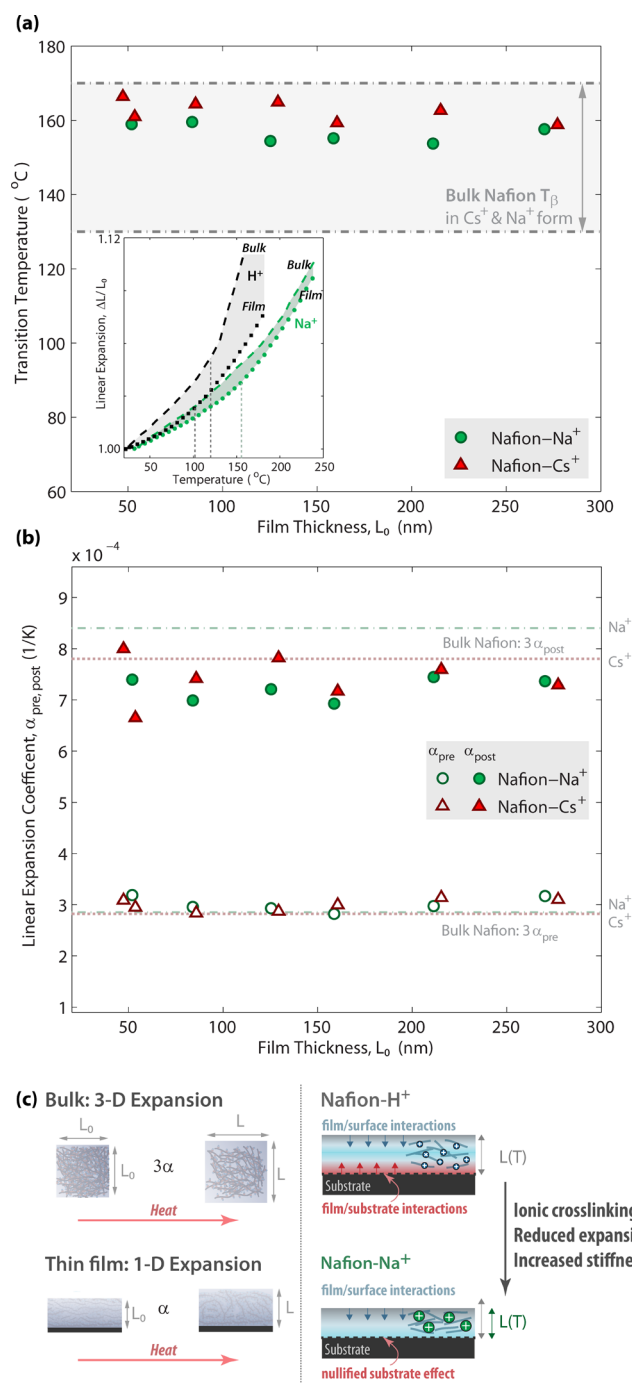 (a)
180
160
140
120
100
80
60
Transition Temperature ( °C)
Bulk Nafion Tβ
in Cs⁺ & Na⁺ form
1.12
1.00
Linear Expansion, ΔL/ L₀
Bulk
H⁺
Film
Bulk
Film
Na⁺
50 100 150 200 250
Temperature ( °C)
Nafion–Na⁺
Nafion–Cs⁺
50 100 150 200 250 300
Film Thickness, L₀ (nm)
(b)
x 10⁻⁴
9
8
7
6
5
4
3
2
1
Linear Expansion Coefficent, α pre,post (1/K)
Na⁺
Bulk Nafion: 3αpost
Cs⁺
αpre αpost
Nafion–Na⁺
Nafion–Cs⁺
Na⁺
Cs⁺
Bulk Nafion: 3αpre
50 100 150 200 250 300
Film Thickness, L₀ (nm)
(c) Bulk: 3-D Expansion
L₀
L₀
3α
L
L
Heat
Thin film: 1-D Expansion
L₀
α
L
Heat
Nafion-H⁺
film/surface interactions
L(T)
Substrate
film/substrate interactions
Ionic crosslinking
Reduced expansi
Increased stiffne
Nafion-Na⁺
film/surface interactions
L(T)
Substrate
nullified substrate effect